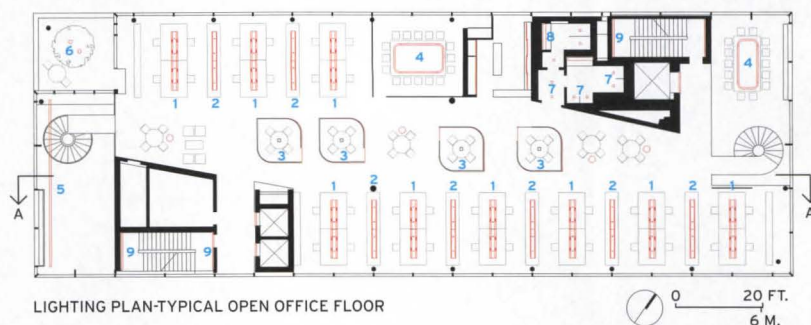 8 9
6 4 4
7 7 7
1 2 1 2 1
3 3 3 3
5 1 2 1 2 1 2 1 2 1 2 1
A A
9 9
LIGHTING PLAN-TYPICAL OPEN OFFICE FLOOR
0 20 FT.
6 M.